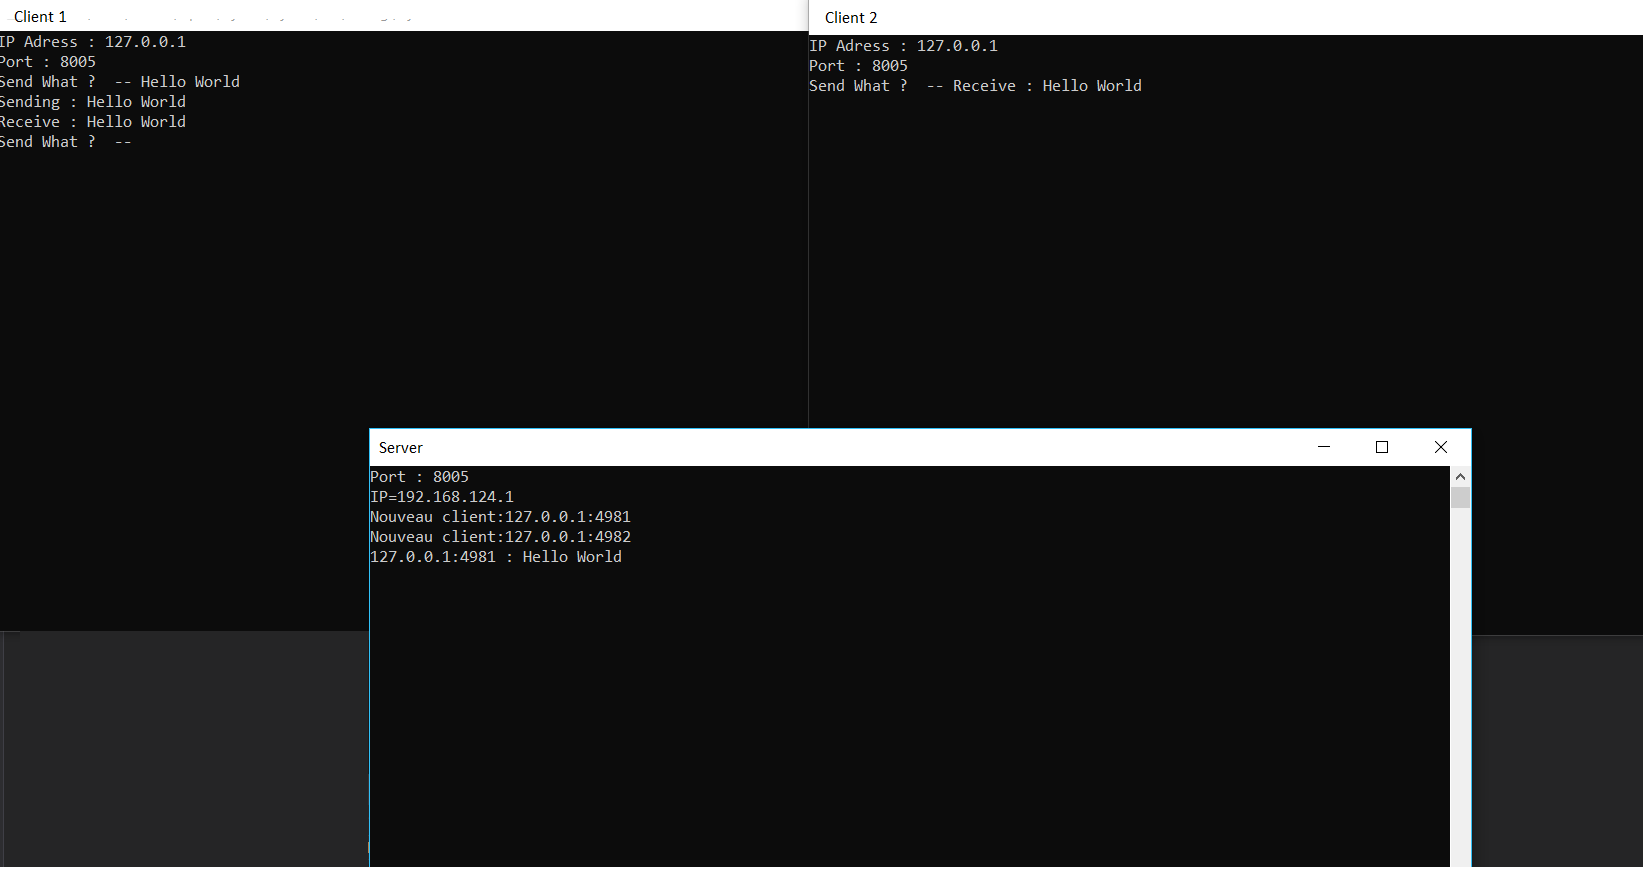 Client 1
IP Adress : 127.0.0.1
Port : 8005
Send What ?  -- Hello World
Sending : Hello World
Receive : Hello World
Send What ?  --
Client 2
IP Adress : 127.0.0.1
Port : 8005
Send What ?  -- Receive : Hello World
Server
Port : 8005
IP=192.168.124.1
Nouveau client:127.0.0.1:4981
Nouveau client:127.0.0.1:4982
127.0.0.1:4981 : Hello World